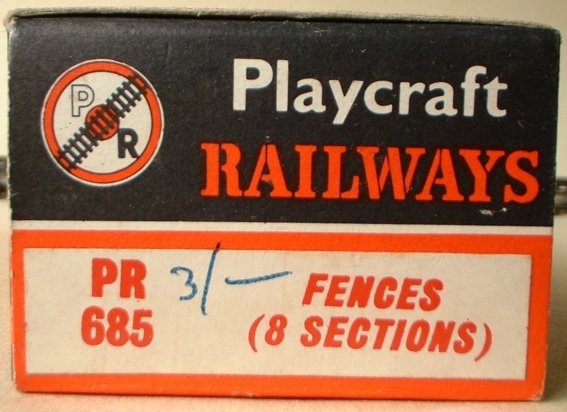 P R
Playcraft
RAILWAYS
PR 3/— FENCES
685 (8 SECTIONS)